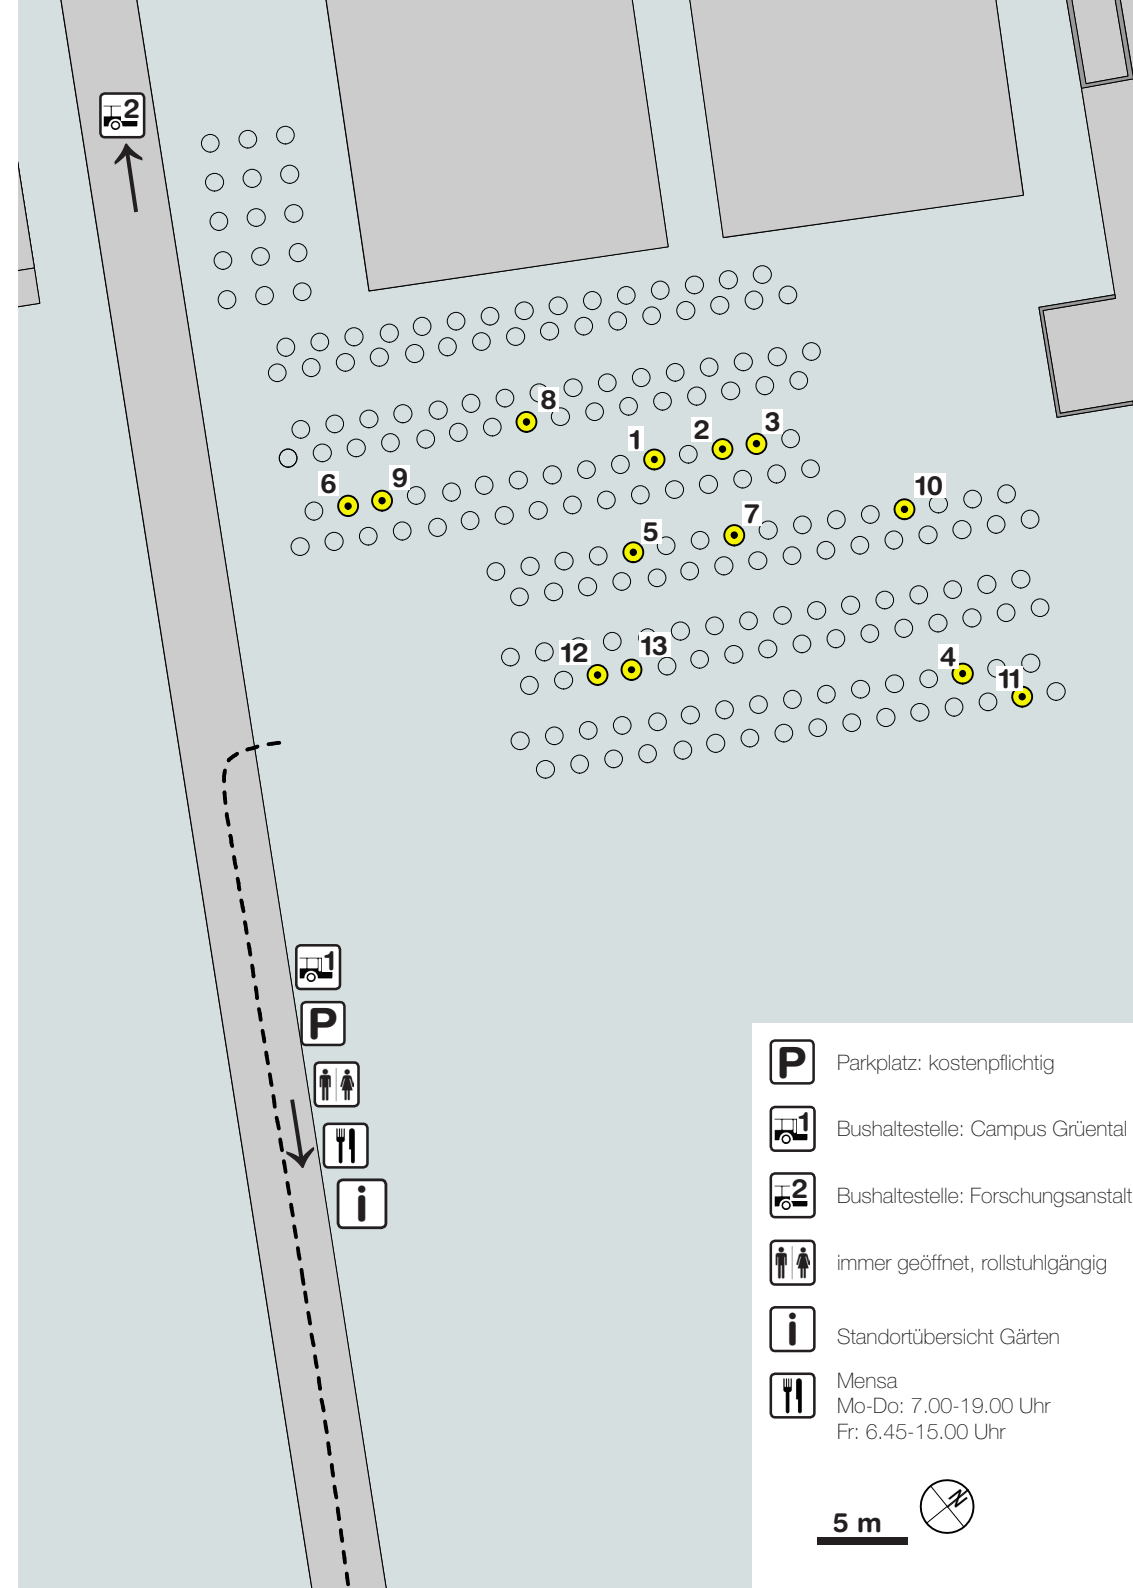 2
8
1
2
3
6
9
10
5
7
12
13
4
11
1
P
i
P
Parkplatz: kostenpflichtig
1
Bushaltestelle: Campus Grüental
2
Bushaltestelle: Forschungsanstalt
immer geöffnet, rollstuhlgängig
i
Standortübersicht Gärten
Mensa
Mo-Do: 7.00-19.00 Uhr
Fr: 6.45-15.00 Uhr
N
5 m